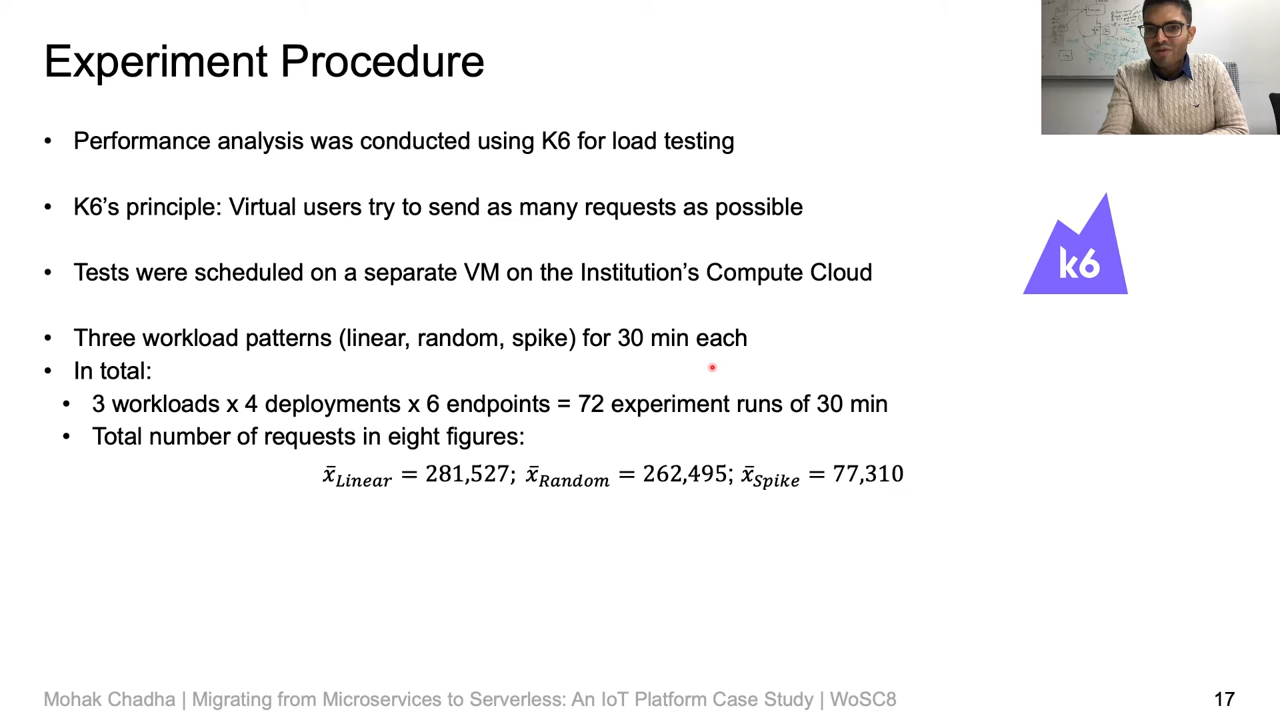 Experiment Procedure
• Performance analysis was conducted using K6 for load testing
• K6’s principle: Virtual users try to send as many requests as possible
k6
• Tests were scheduled on a separate VM on the Institution’s Compute Cloud
• Three workload patterns (linear, random, spike) for 30 min each
• In total:
• 3 workloads x 4 deployments x 6 endpoints = 72 experiment runs of 30 min
• Total number of requests in eight figures:
x̄_Linear = 281,527; x̄_Random = 262,495; x̄_Spike = 77,310
Mohak Chadha | Migrating from Microservices to Serverless: An IoT Platform Case Study | WoSC8
17